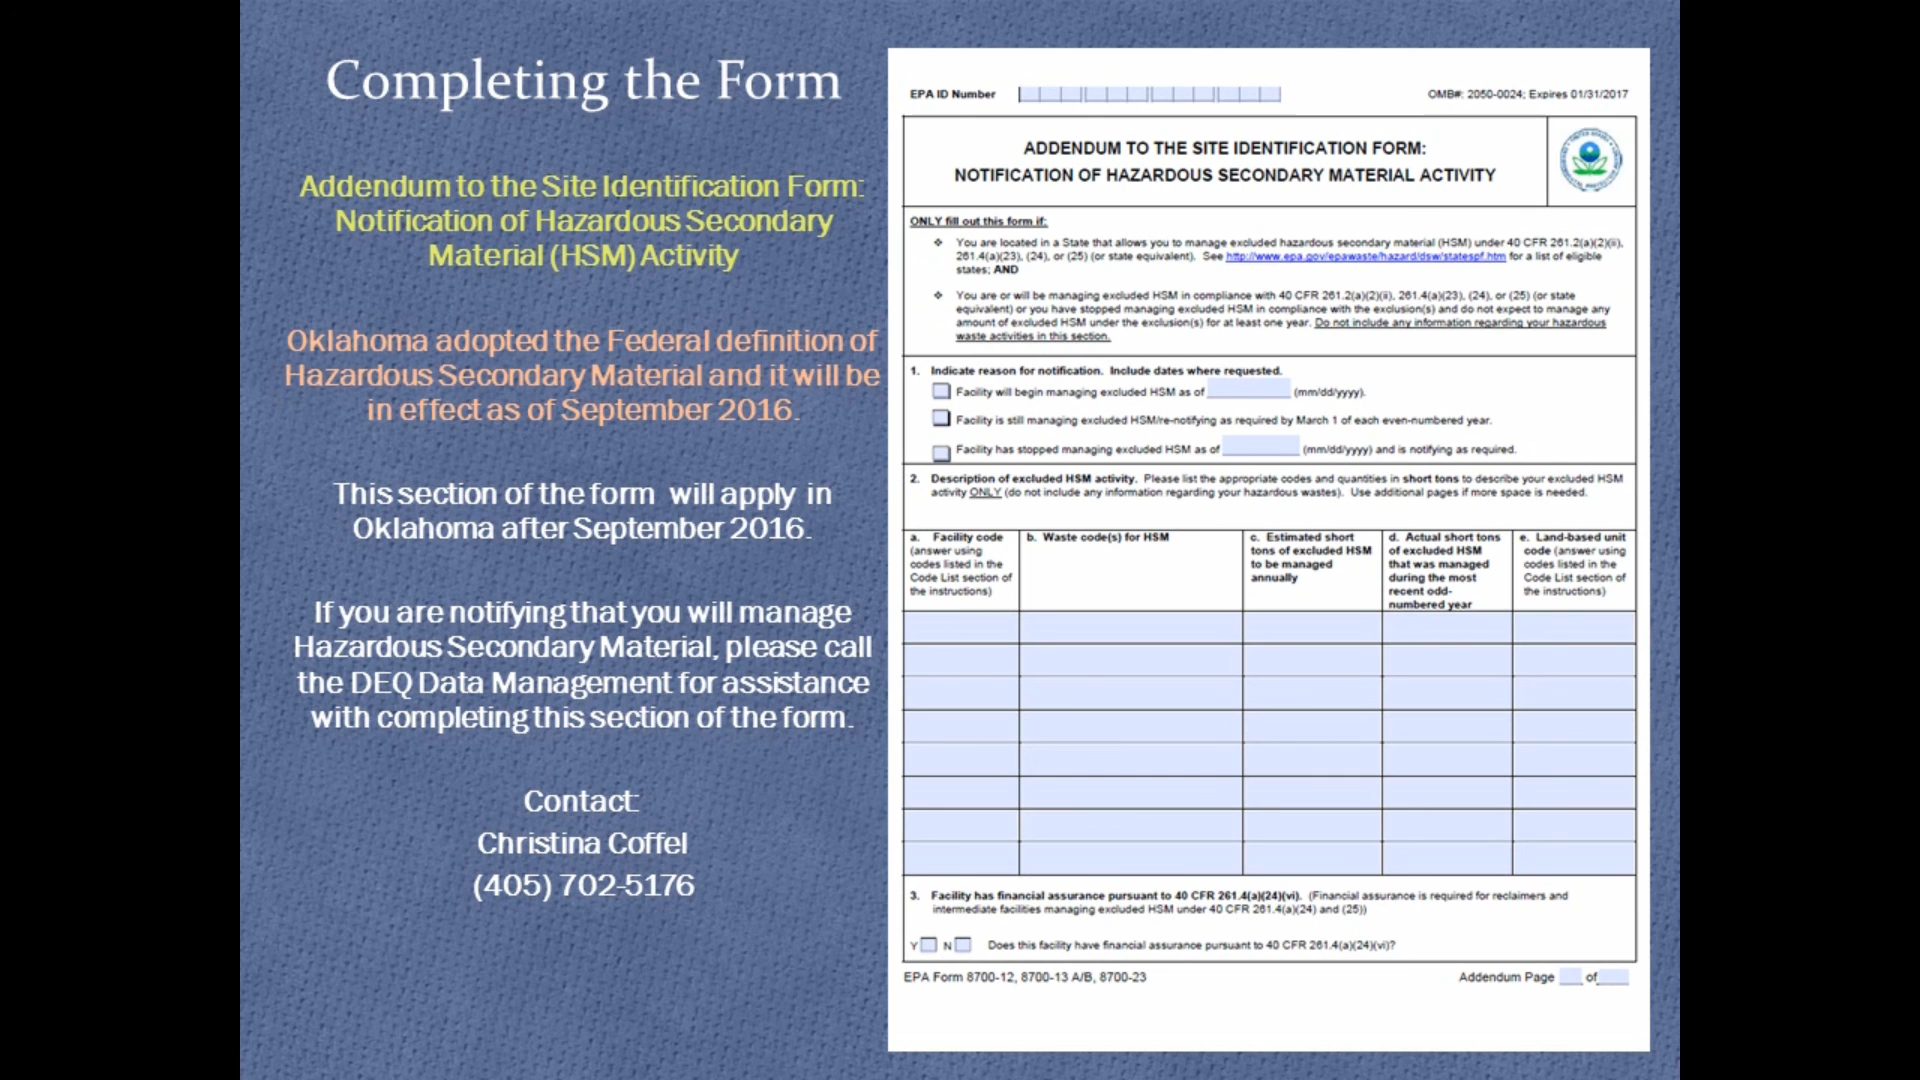 Completing the Form
Addendum to the Site Identification Form:
Notification of Hazardous Secondary
Material (HSM) Activity
Oklahoma adopted the Federal definition of
Hazardous Secondary Material and it will be
in effect as of September 2016.
This section of the form will apply in
Oklahoma after September 2016.
If you are notifying that you will manage
Hazardous Secondary Material, please call
the DEQ Data Management for assistance
with completing this section of the form.
Contact:
Christina Coffel
(405) 702-5176
EPA ID Number
OMB#: 2050-0024; Expires 01/31/2017
ADDENDUM TO THE SITE IDENTIFICATION FORM:
NOTIFICATION OF HAZARDOUS SECONDARY MATERIAL ACTIVITY
ONLY fill out this form if:
❖ You are located in a State that allows you to manage excluded hazardous secondary material (HSM) under 40 CFR 261.2(a)(2)(ii),
261.4(a)(23), (24), or (25) (or state equivalent). See http://www.epa.gov/epawaste/hazard/dsw/statespf.htm for a list of eligible
states; AND
❖ You are or will be managing excluded HSM in compliance with 40 CFR 261.2(a)(2)(ii), 261.4(a)(23), (24), or (25) (or state
equivalent) or you have stopped managing excluded HSM in compliance with the exclusion(s) and do not expect to manage any
amount of excluded HSM under the exclusion(s) for at least one year. Do not include any information regarding your hazardous
waste activities in this section.
1. Indicate reason for notification. Include dates where requested.
Facility will begin managing excluded HSM as of (mm/dd/yyyy).
Facility is still managing excluded HSM/re-notifying as required by March 1 of each even-numbered year.
Facility has stopped managing excluded HSM as of (mm/dd/yyyy) and is notifying as required.
2. Description of excluded HSM activity. Please list the appropriate codes and quantities in short tons to describe your excluded HSM
activity ONLY (do not include any information regarding your hazardous wastes). Use additional pages if more space is needed.
a. Facility code
(answer using
codes listed in the
Code List section of
the instructions)
b. Waste code(s) for HSM
c. Estimated short
tons of excluded HSM
to be managed
annually
d. Actual short tons
of excluded HSM
that was managed
during the most
recent odd-
numbered year
e. Land-based unit
code (answer using
codes listed in the
Code List section of
the instructions)
3. Facility has financial assurance pursuant to 40 CFR 261.4(a)(24)(vi). (Financial assurance is required for reclaimers and
intermediate facilities managing excluded HSM under 40 CFR 261.4(a)(24) and (25))
Y N Does this facility have financial assurance pursuant to 40 CFR 261.4(a)(24)(vi)?
EPA Form 8700-12, 8700-13 A/B, 8700-23
Addendum Page of